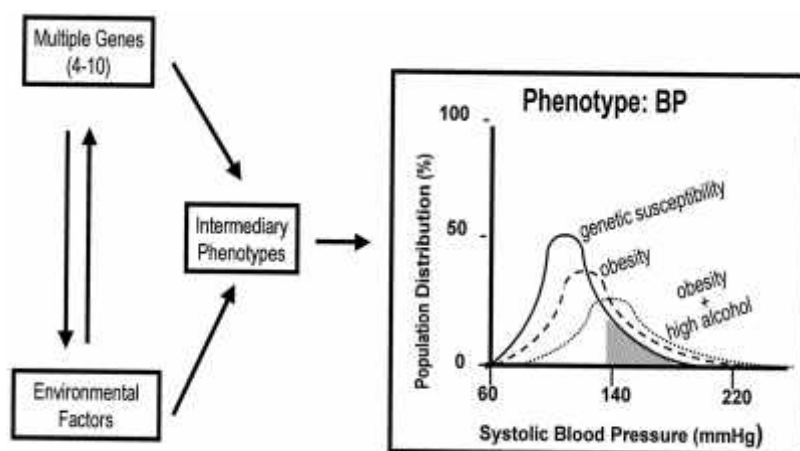 Multiple Genes
(4-10)
Environmental
Factors
Intermediary
Phenotypes
Phenotype: BP
Population Distribution (%)
100
50
0
genetic susceptibility
obesity
obesity
+
high alcohol
60
140
220
Systolic Blood Pressure (mmHg)